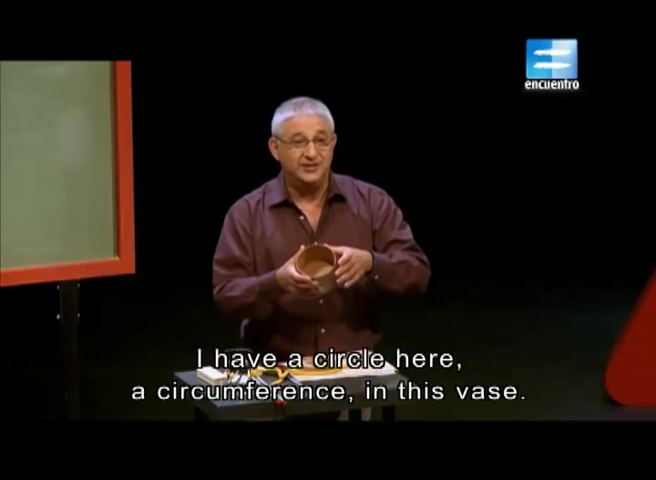 encuentro
I have a circle here,
a circumference, in this vase.